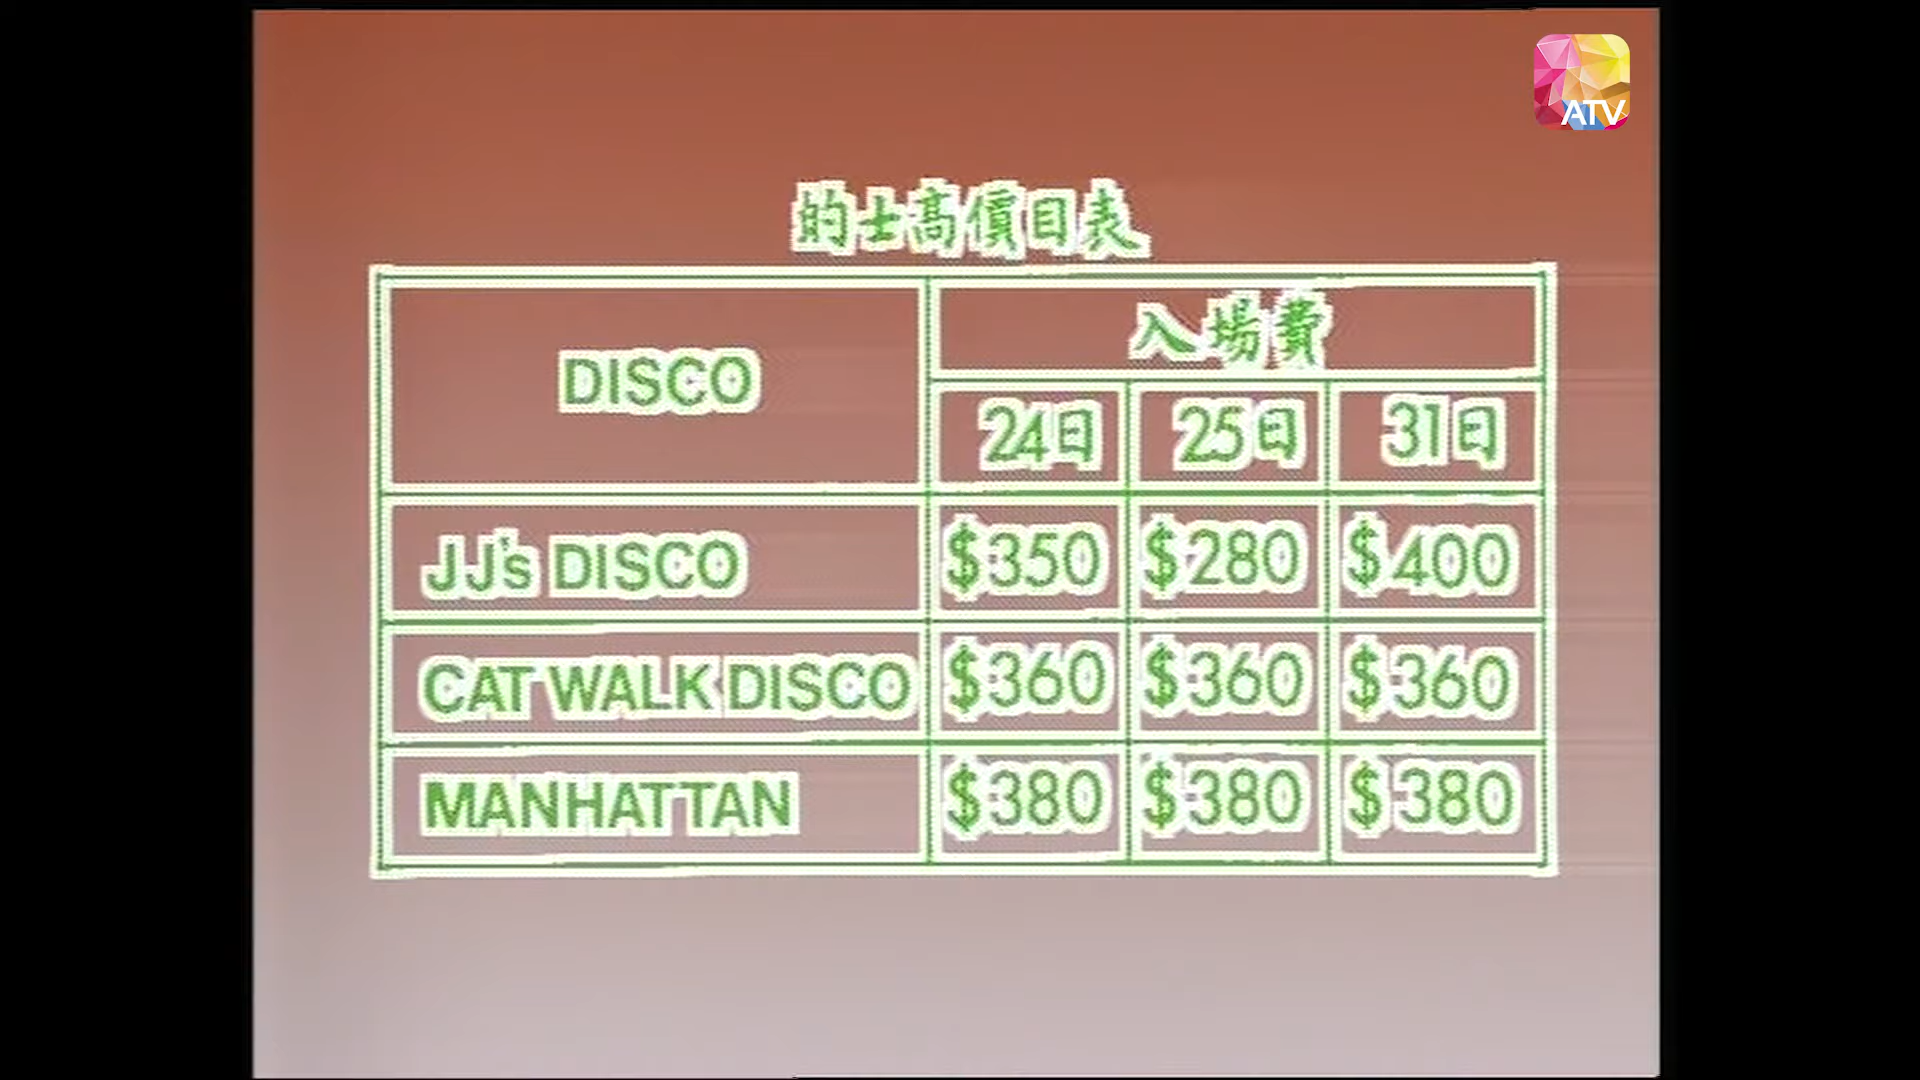 ATV
的士高價目表
DISCO
入場費
24日 25日 31日
JJ's DISCO $350 $280 $400
CAT WALK DISCO $360 $360 $360
MANHATTAN $380 $380 $380